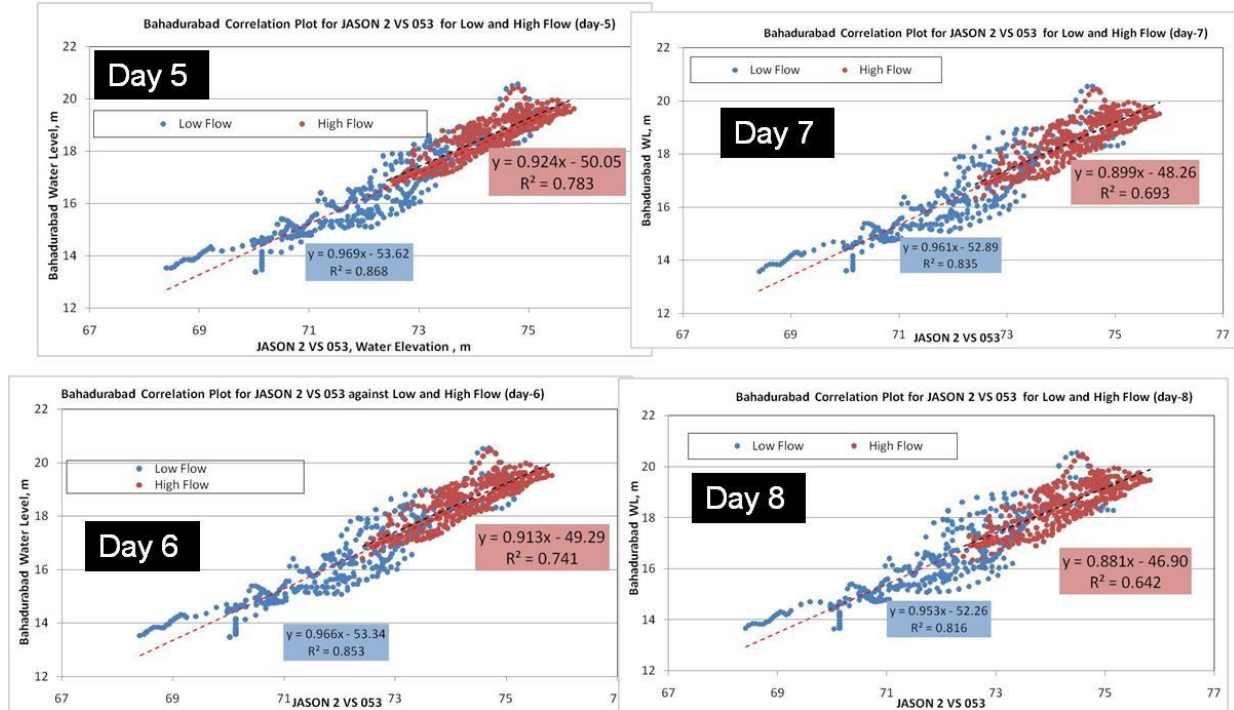 Bahadurabad Correlation Plot for JASON 2 VS 053 for Low and High Flow (day-5)
22
Day 5
20
Low Flow
High Flow
18
y = 0.924x - 50.05
R² = 0.783
16
y = 0.969x - 53.62
R² = 0.868
14
12
67
69
71
73
75
Bahadurabad Water Level, m
JASON 2 VS 053, Water Elevation , m
Bahadurabad Correlation Plot for JASON 2 VS 053 for Low and High Flow (day-7)
22
Low Flow
High Flow
20
Day 7
18
y = 0.899x - 48.26
R² = 0.693
16
y = 0.961x - 52.89
R² = 0.835
14
12
67
69
71
73
75
77
Bahadurabad WL, m
JASON 2 VS 053
Bahadurabad Correlation Plot for JASON 2 VS 053 against Low and High Flow (day-6)
22
20
Low Flow
High Flow
18
Day 6
y = 0.913x - 49.29
R² = 0.741
16
y = 0.966x - 53.34
R² = 0.853
14
12
67
69
71
73
75
7
Bahadurabad Water Level, m
JASON 2 VS 053
Bahadurabad Correlation Plot for JASON 2 VS 053 for Low and High Flow (day-8)
22
Low Flow
High Flow
20
Day 8
18
y = 0.881x - 46.90
R² = 0.642
16
y = 0.953x - 52.26
R² = 0.816
14
12
67
69
71
73
75
77
Bahadurabad WL, m
JASON 2 VS 053